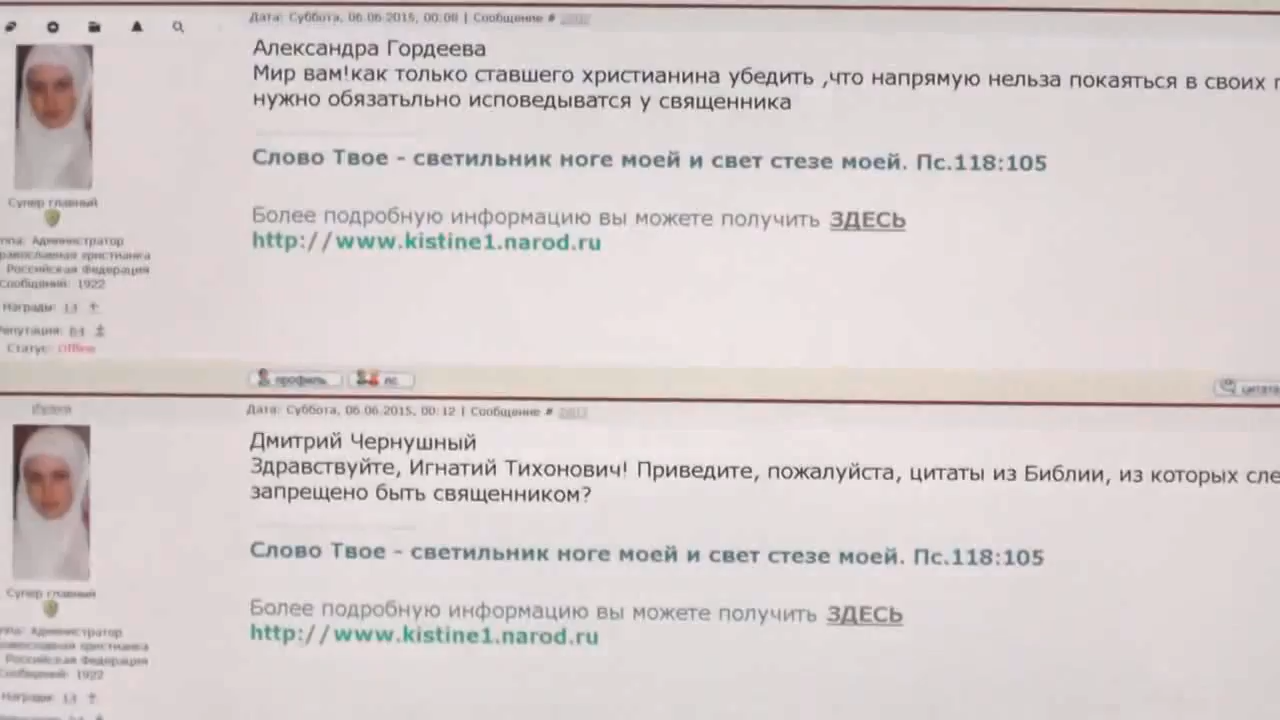 Дата: Суббота, 06.06.2015, 00:08 | Сообщение #
Александра Гордеева
Мир вам!как только ставшего христианина убедить ,что напрямую нельза покаяться в своих
нужно обязатьльно исповедыватся у священника
Слово Твое - светильник ноге моей и свет стезе моей. Пс.118:105
Более подробную информацию вы можете получить ЗДЕСЬ
http://www.kistine1.narod.ru
Супер главный
Администратор
христианка
Российская Федерация
Сообщений: 1922
Награды: 13 +
Репутация: 64 ±
Статус: Offline
профиль лс
цитата
Дата: Суббота, 06.06.2015, 00:12 | Сообщение #
Дмитрий Чернушный
Здравствуйте, Игнатий Тихонович! Приведите, пожалуйста, цитаты из Библии, из которых сле
запрещено быть священником?
Слово Твое - светильник ноге моей и свет стезе моей. Пс.118:105
Более подробную информацию вы можете получить ЗДЕСЬ
http://www.kistine1.narod.ru
Супер главный
Администратор
христианка
Российская Федерация
Сообщений: 1922
Награды: 13 +